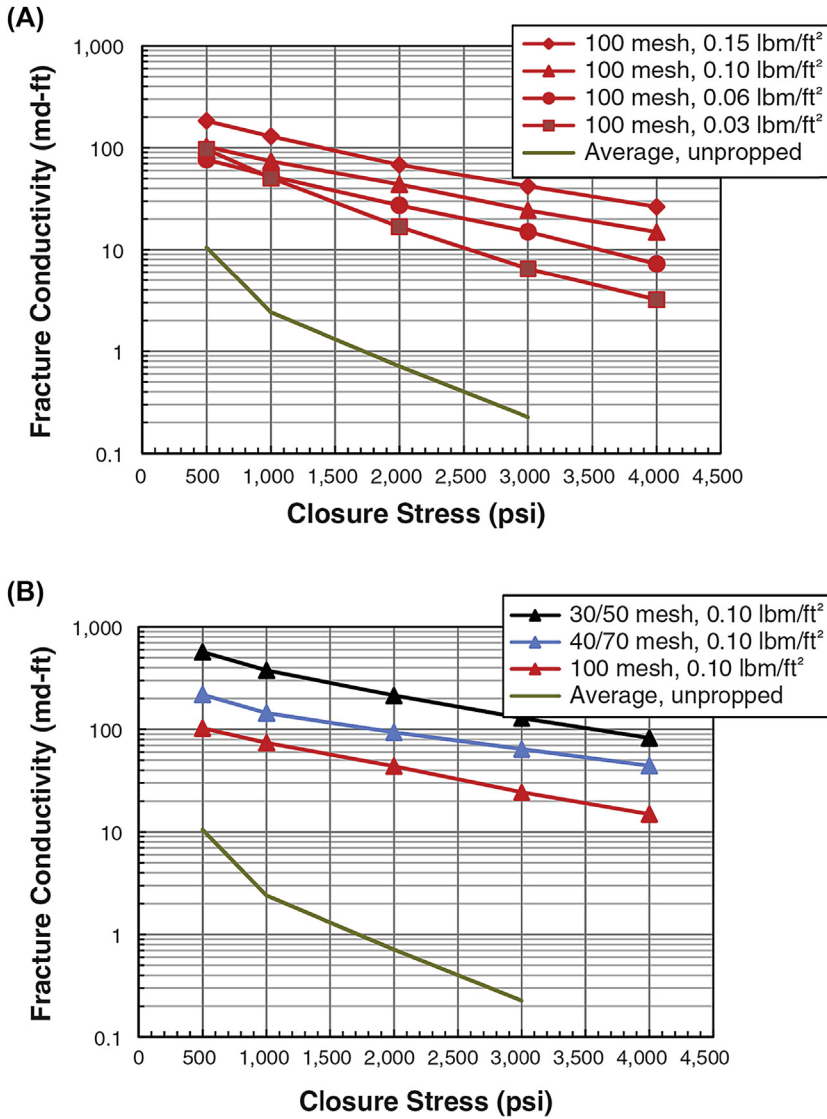 (A)
1,000
100
10
1
0.1
Fracture Conductivity (md-ft)
100 mesh, 0.15 lbm/ft²
100 mesh, 0.10 lbm/ft²
100 mesh, 0.06 lbm/ft²
100 mesh, 0.03 lbm/ft²
Average, unpropped
0 500 1,000 1,500 2,000 2,500 3,000 3,500 4,000 4,500
Closure Stress (psi)
(B)
1,000
100
10
1
0.1
Fracture Conductivity (md-ft)
30/50 mesh, 0.10 lbm/ft²
40/70 mesh, 0.10 lbm/ft²
100 mesh, 0.10 lbm/ft²
Average, unpropped
0 500 1,000 1,500 2,000 2,500 3,000 3,500 4,000 4,500
Closure Stress (psi)